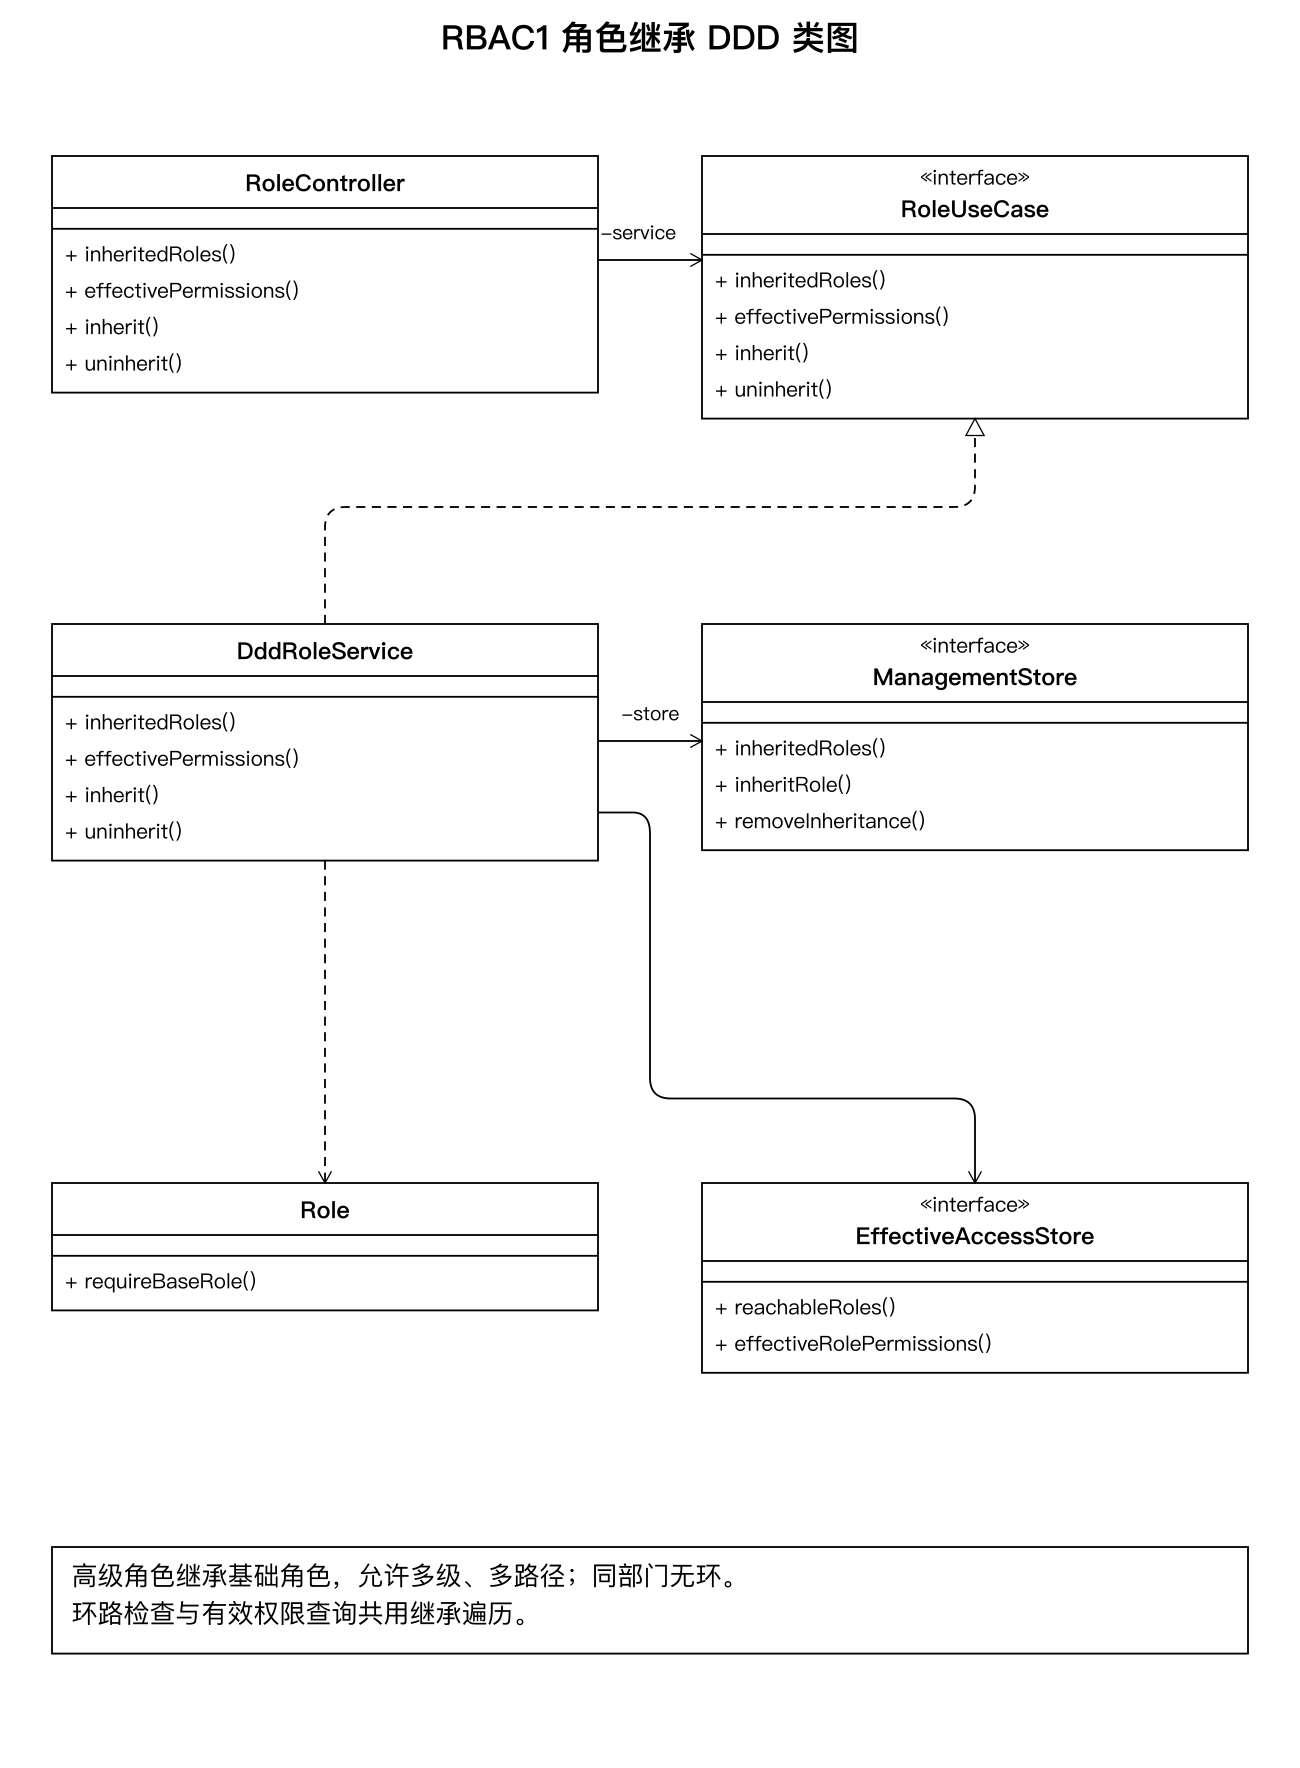 RBAC1 角色继承 DDD 类图
RoleController
+ inheritedRoles()
+ effectivePermissions()
+ inherit()
+ uninherit()
–service
«interface»
RoleUseCase
+ inheritedRoles()
+ effectivePermissions()
+ inherit()
+ uninherit()
DddRoleService
+ inheritedRoles()
+ effectivePermissions()
+ inherit()
+ uninherit()
–store
«interface»
ManagementStore
+ inheritedRoles()
+ inheritRole()
+ removeInheritance()
Role
+ requireBaseRole()
«interface»
EffectiveAccessStore
+ reachableRoles()
+ effectiveRolePermissions()
高级角色继承基础角色，允许多级、多路径；同部门无环。
环路检查与有效权限查询共用继承遍历。